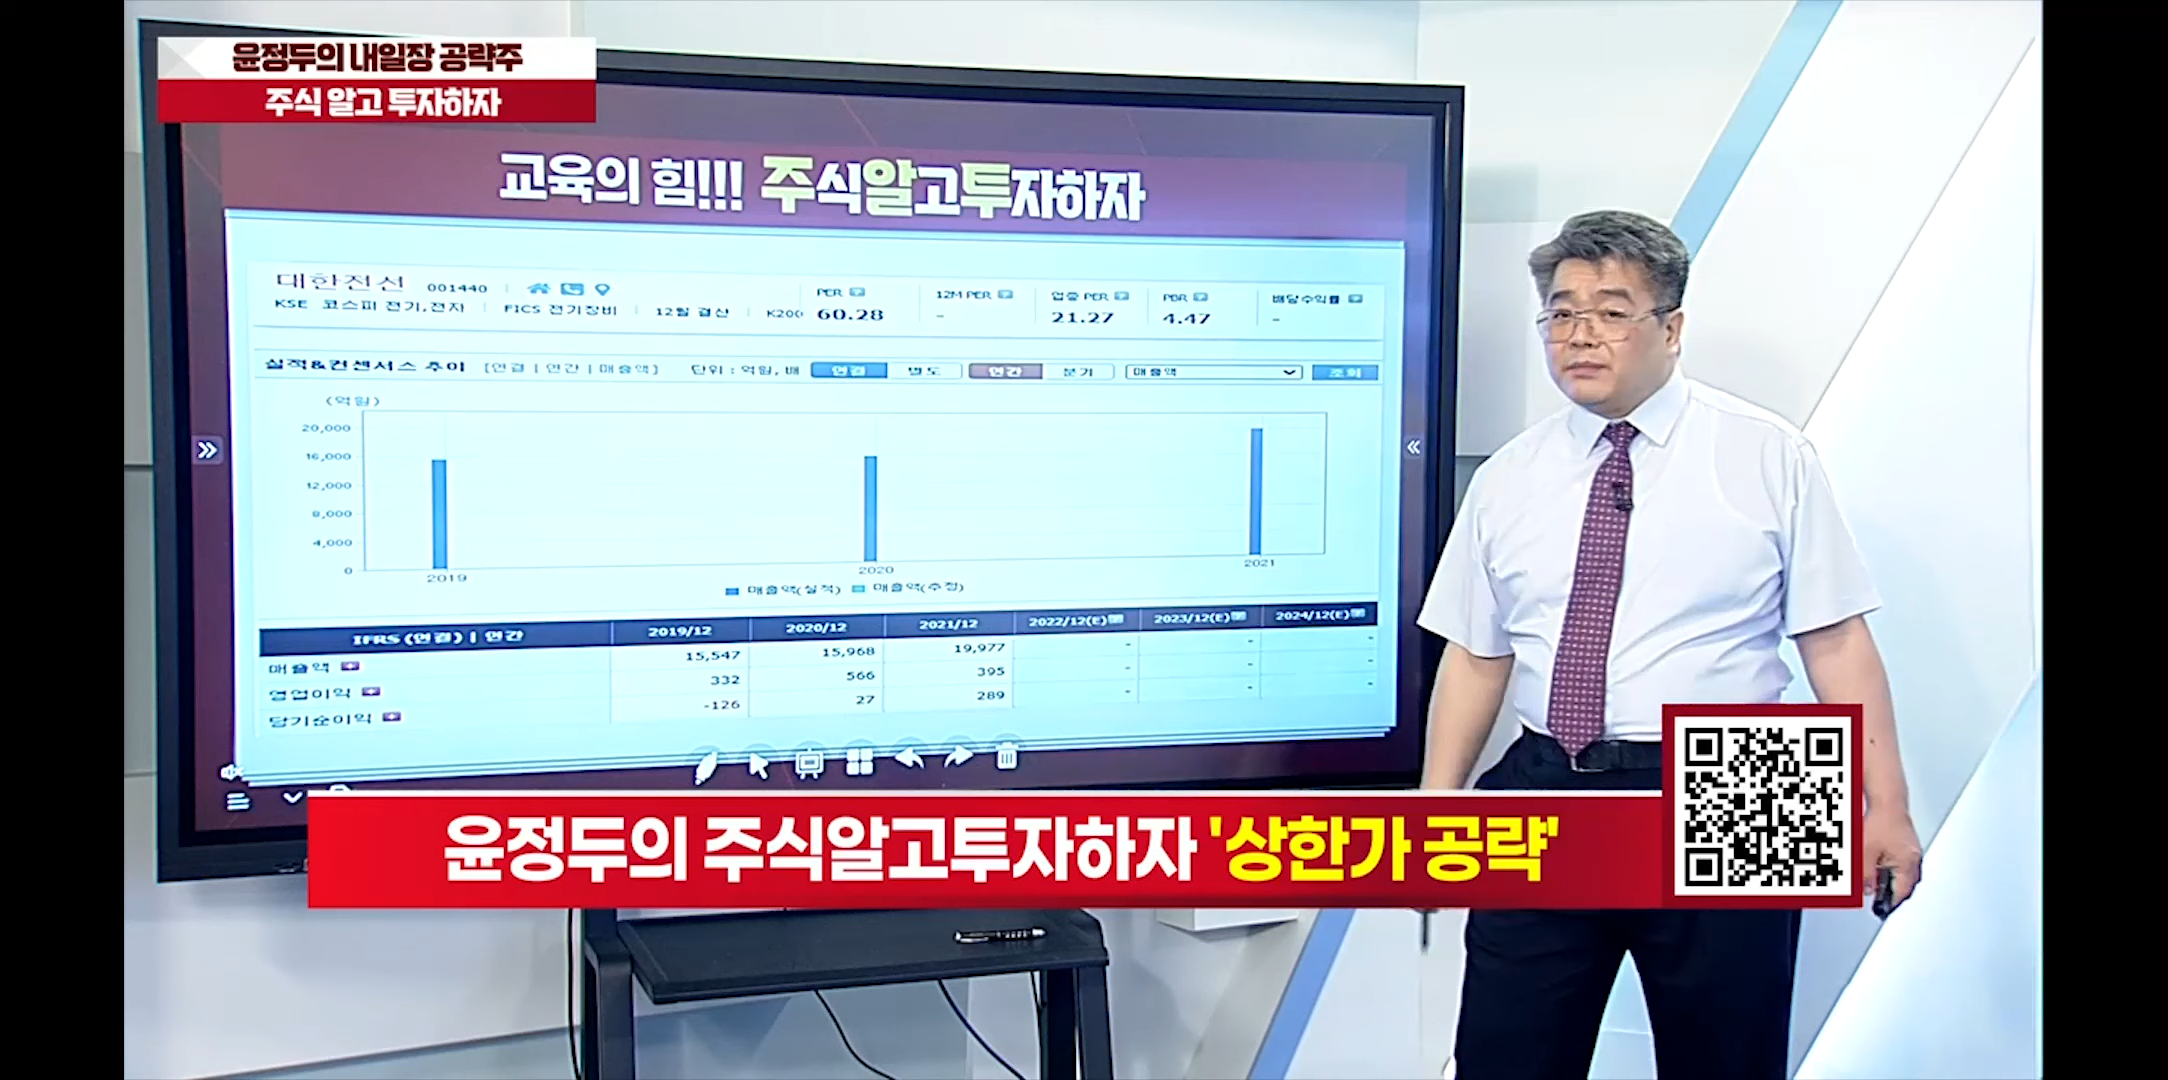 윤정두의 내일장 공략주
주식 알고 투자하자
교육의 힘!!! 주식알고투자하자
대한전선 001440
KSE 코스피 전기,전자 | FICS 전기장비 | 12월 결산 | K200
PER 60.28
12M PER -
업종 PER 21.27
PBR 4.47
배당수익률 -
실적&컨센서스 추이 [연결 | 연간 | 매출액] 단위 : 억원, 배 연결 별도 연간 분기 매출액 조회
(억원)
20,000
16,000
12,000
8,000
4,000
0
2019 2020 2021
매출액(실적) 매출액(추정)
IFRS (연결) | 연간 2019/12 2020/12 2021/12 2022/12(E) 2023/12(E) 2024/12(E)
매출액 15,547 15,968 19,977 - - -
영업이익 332 566 395 - - -
당기순이익 -126 27 289 - - -
윤정두의 주식알고투자하자 '상한가 공략'